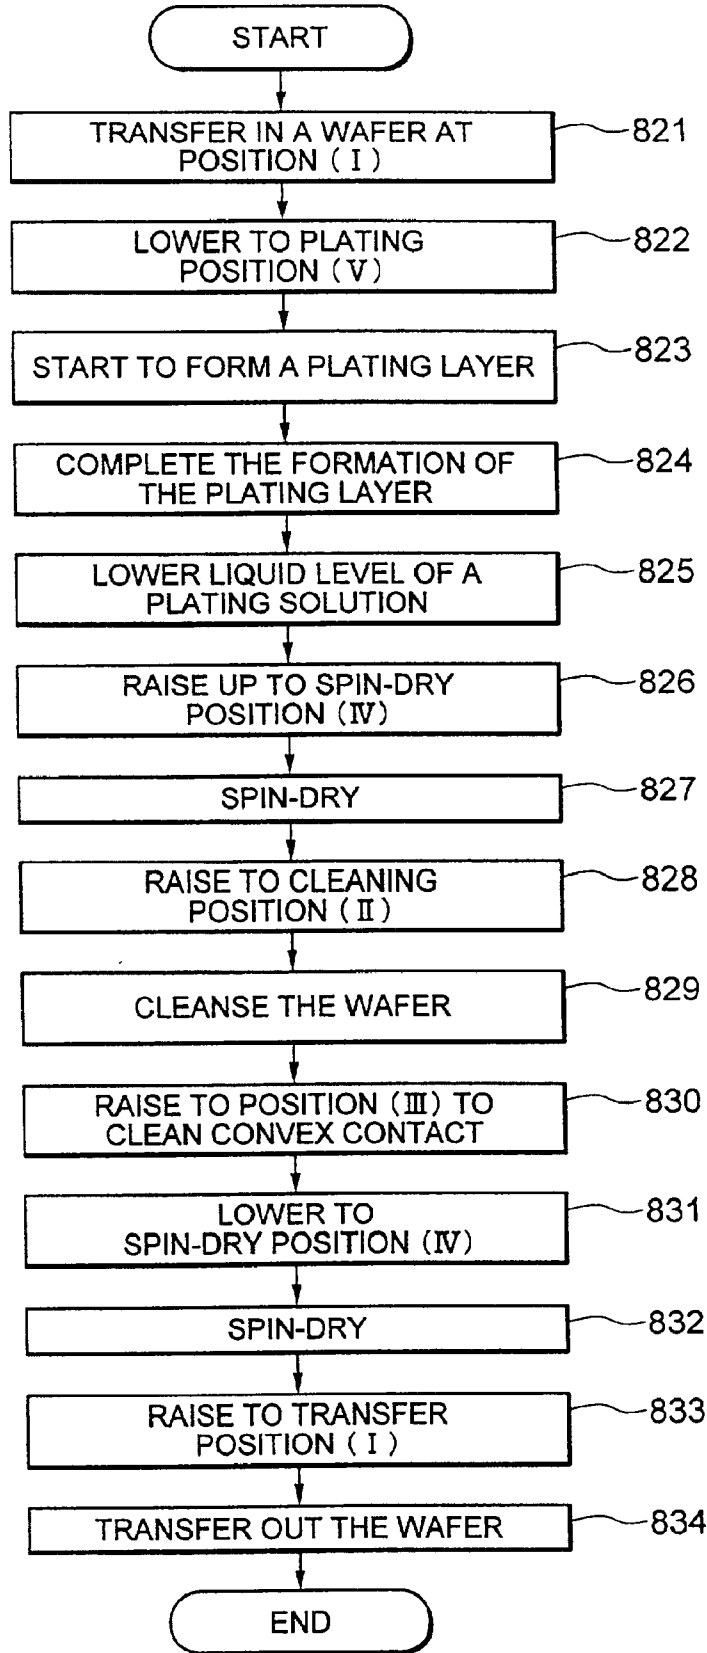 START
TRANSFER IN A WAFER AT
POSITION (Ⅰ)
821
LOWER TO PLATING
POSITION (Ⅴ)
822
START TO FORM A PLATING LAYER
823
COMPLETE THE FORMATION OF
THE PLATING LAYER
824
LOWER LIQUID LEVEL OF A
PLATING SOLUTION
825
RAISE UP TO SPIN-DRY
POSITION (Ⅳ)
826
SPIN-DRY
827
RAISE TO CLEANING
POSITION (Ⅱ)
828
CLEANSE THE WAFER
829
RAISE TO POSITION (Ⅲ) TO
CLEAN CONVEX CONTACT
830
LOWER TO
SPIN-DRY POSITION (Ⅳ)
831
SPIN-DRY
832
RAISE TO TRANSFER
POSITION (Ⅰ)
833
TRANSFER OUT THE WAFER
834
END